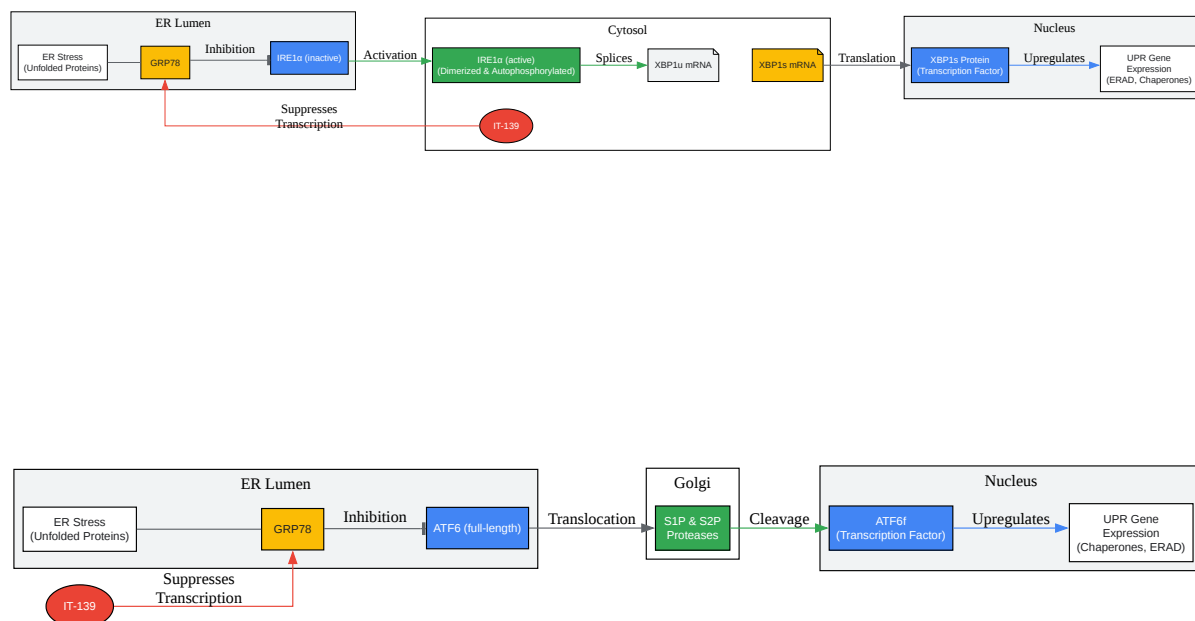 ER Lumen
ER Stress
(Unfolded Proteins)
GRP78
Inhibition
IRE1α (inactive)
Activation
Suppresses
Transcription
Cytosol
IRE1α (active)
(Dimerized & Autophosphorylated)
Splices
XBP1u mRNA
XBP1s mRNA
IT-139
Translation
Nucleus
XBP1s Protein
(Transcription Factor)
Upregulates
UPR Gene
Expression
(ERAD, Chaperones)
ER Lumen
ER Stress
(Unfolded Proteins)
GRP78
Inhibition
ATF6 (full-length)
Suppresses
Transcription
IT-139
Translocation
Golgi
S1P & S2P
Proteases
Cleavage
Nucleus
ATF6f
(Transcription Factor)
Upregulates
UPR Gene
Expression
(Chaperones, ERAD)